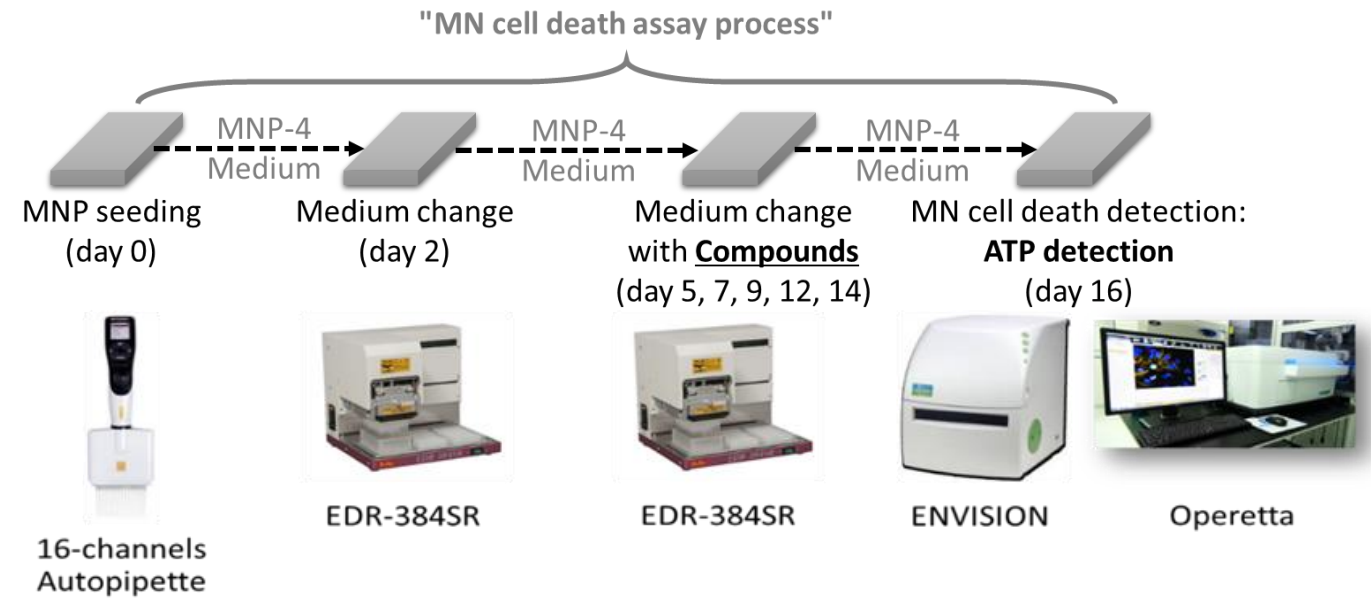 "MN cell death assay process"
MNP-4
Medium
MNP-4
Medium
MNP-4
Medium
MNP seeding
(day 0)
Medium change
(day 2)
Medium change
with Compounds
(day 5, 7, 9, 12, 14)
MN cell death detection:
ATP detection
(day 16)
16-channels
Autopipette
EDR-384SR
EDR-384SR
ENVISION
Operetta